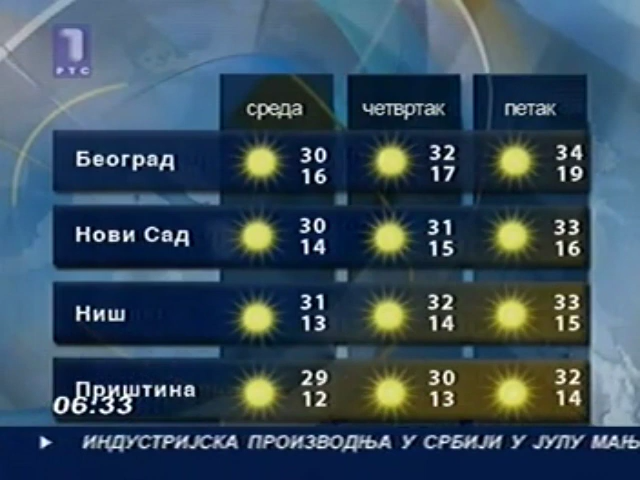 1
РТС
среда четвртак петак
Београд 30 16 32 17 34 19
Нови Сад 30 14 31 15 33 16
Ниш 31 13 32 14 33 15
Приштина 29 12 30 13 32 14
06:33
ИНДУСТРИЈСКА ПРОИЗВОДЊА У СРБИЈИ У ЈУЛУ МАЊ